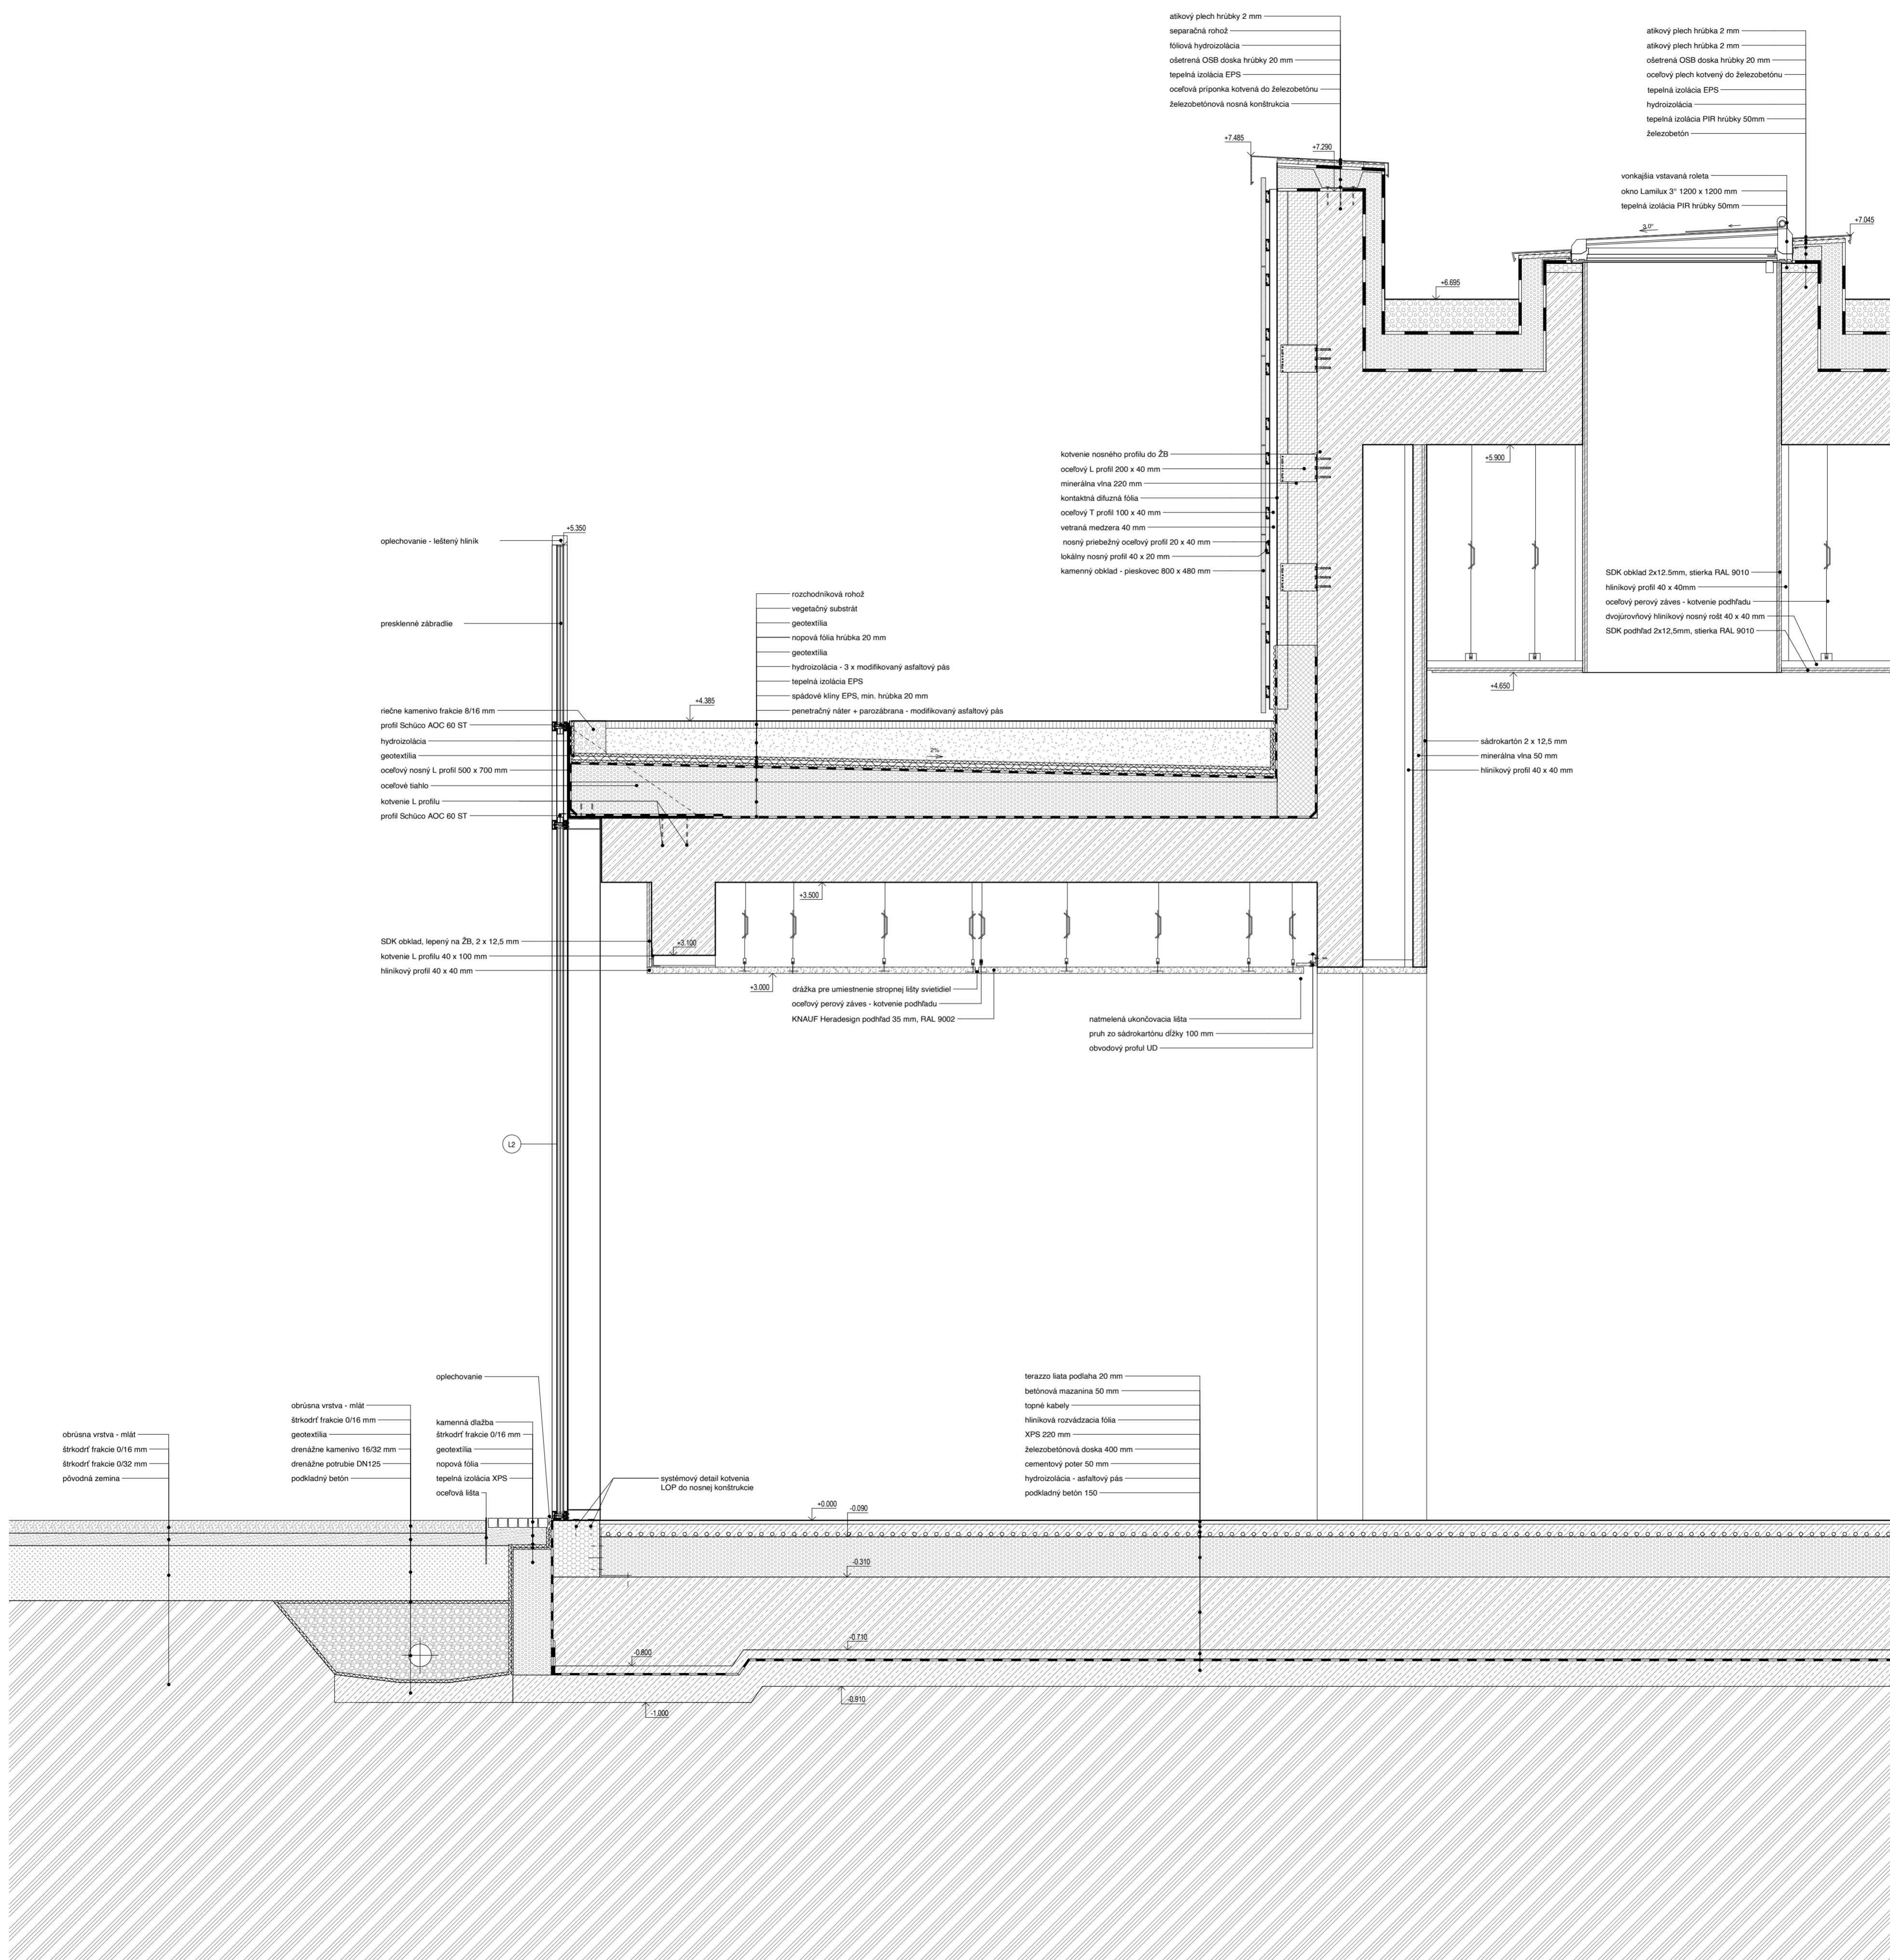 atikový plech hrúbky 2 mm
separačná rohož
fóliová hydroizolácia
ošetrená OSB doska hrúbky 20 mm
tepelná izolácia EPS
oceľová príponka kotvená do železobetónu
železobetónová nosná konštrukcia
atikový plech hrúbka 2 mm
atikový plech hrúbka 2 mm
ošetrená OSB doska hrúbky 20 mm
oceľový plech kotvený do železobetónu
tepelná izolácia EPS
hydroizolácia
tepelná izolácia PIR hrúbky 50mm
železobetón
+7.485
+7.290
vonkajšia vstavaná roleta
okno Lamilux 3° 1200 x 1200 mm
tepelná izolácia PIR hrúbky 50mm
3.0°
+7.045
+6.695
kotvenie nosného profilu do ŽB
oceľový L profil 200 x 40 mm
minerálna vlna 220 mm
kontaktná difuzná fólia
oceľový T profil 100 x 40 mm
vetraná medzera 40 mm
nosný priebežný oceľový profil 20 x 40 mm
lokálny nosný profil 40 x 20 mm
kamenný obklad - pieskovec 800 x 480 mm
+5.900
+5.350
oplechovanie - leštený hliník
presklenné zábradlie
SDK obklad 2x12.5mm, stierka RAL 9010
hliníkový profil 40 x 40mm
oceľový perový záves - kotvenie podhľadu
dvojúrovňový hliníkový nosný rošt 40 x 40 mm
SDK podhľad 2x12,5mm, stierka RAL 9010
+4.650
rozchodníková rohož
vegetačný substrát
geotextília
nopová fólia hrúbka 20 mm
geotextília
hydroizolácia - 3 x modifikovaný asfaltový pás
tepelná izolácia EPS
spádové klíny EPS, min. hrúbka 20 mm
penetračný náter + parozábrana - modifikovaný asfaltový pás
+4.385
2%
riečne kamenivo frakcie 8/16 mm
profil Schüco AOC 60 ST
hydroizolácia
geotextília
oceľový nosný L profil 500 x 700 mm
oceľové tiahlo
kotvenie L profilu
profil Schüco AOC 60 ST
sádrokartón 2 x 12,5 mm
minerálna vlna 50 mm
hliníkový profil 40 x 40 mm
+3.500
+3.100
SDK obklad, lepený na ŽB, 2 x 12,5 mm
kotvenie L profilu 40 x 100 mm
hliníkový profil 40 x 40 mm
+3.000
drážka pre umiestnenie stropnej lišty svietidiel
oceľový perový záves - kotvenie podhľadu
KNAUF Heradesign podhľad 35 mm, RAL 9002
natmelená ukončovacia lišta
pruh zo sádrokartónu dĺžky 100 mm
obvodový proful UD
L2
oplechovanie
obrúsna vrstva - mlát
štrkodrť frakcie 0/16 mm
štrkodrť frakcie 0/32 mm
pôvodná zemina
obrúsna vrstva - mlát
štrkodrť frakcie 0/16 mm
geotextília
drenážne kamenivo 16/32 mm
drenážne potrubie DN125
podkladný betón
kamenná dlažba
štrkodrť frakcie 0/16 mm
geotextília
nopová fólia
tepelná izolácia XPS
oceľová lišta
systémový detail kotvenia
LOP do nosnej konštrukcie
terazzo liata podlaha 20 mm
betónová mazanina 50 mm
topné kabely
hliníková rozvádzacia fólia
XPS 220 mm
železobetónová doska 400 mm
cementový poter 50 mm
hydroizolácia - asfaltový pás
podkladný betón 150
+0.000
-0.090
-0.310
-0.710
-0.800
-0.910
-1.000